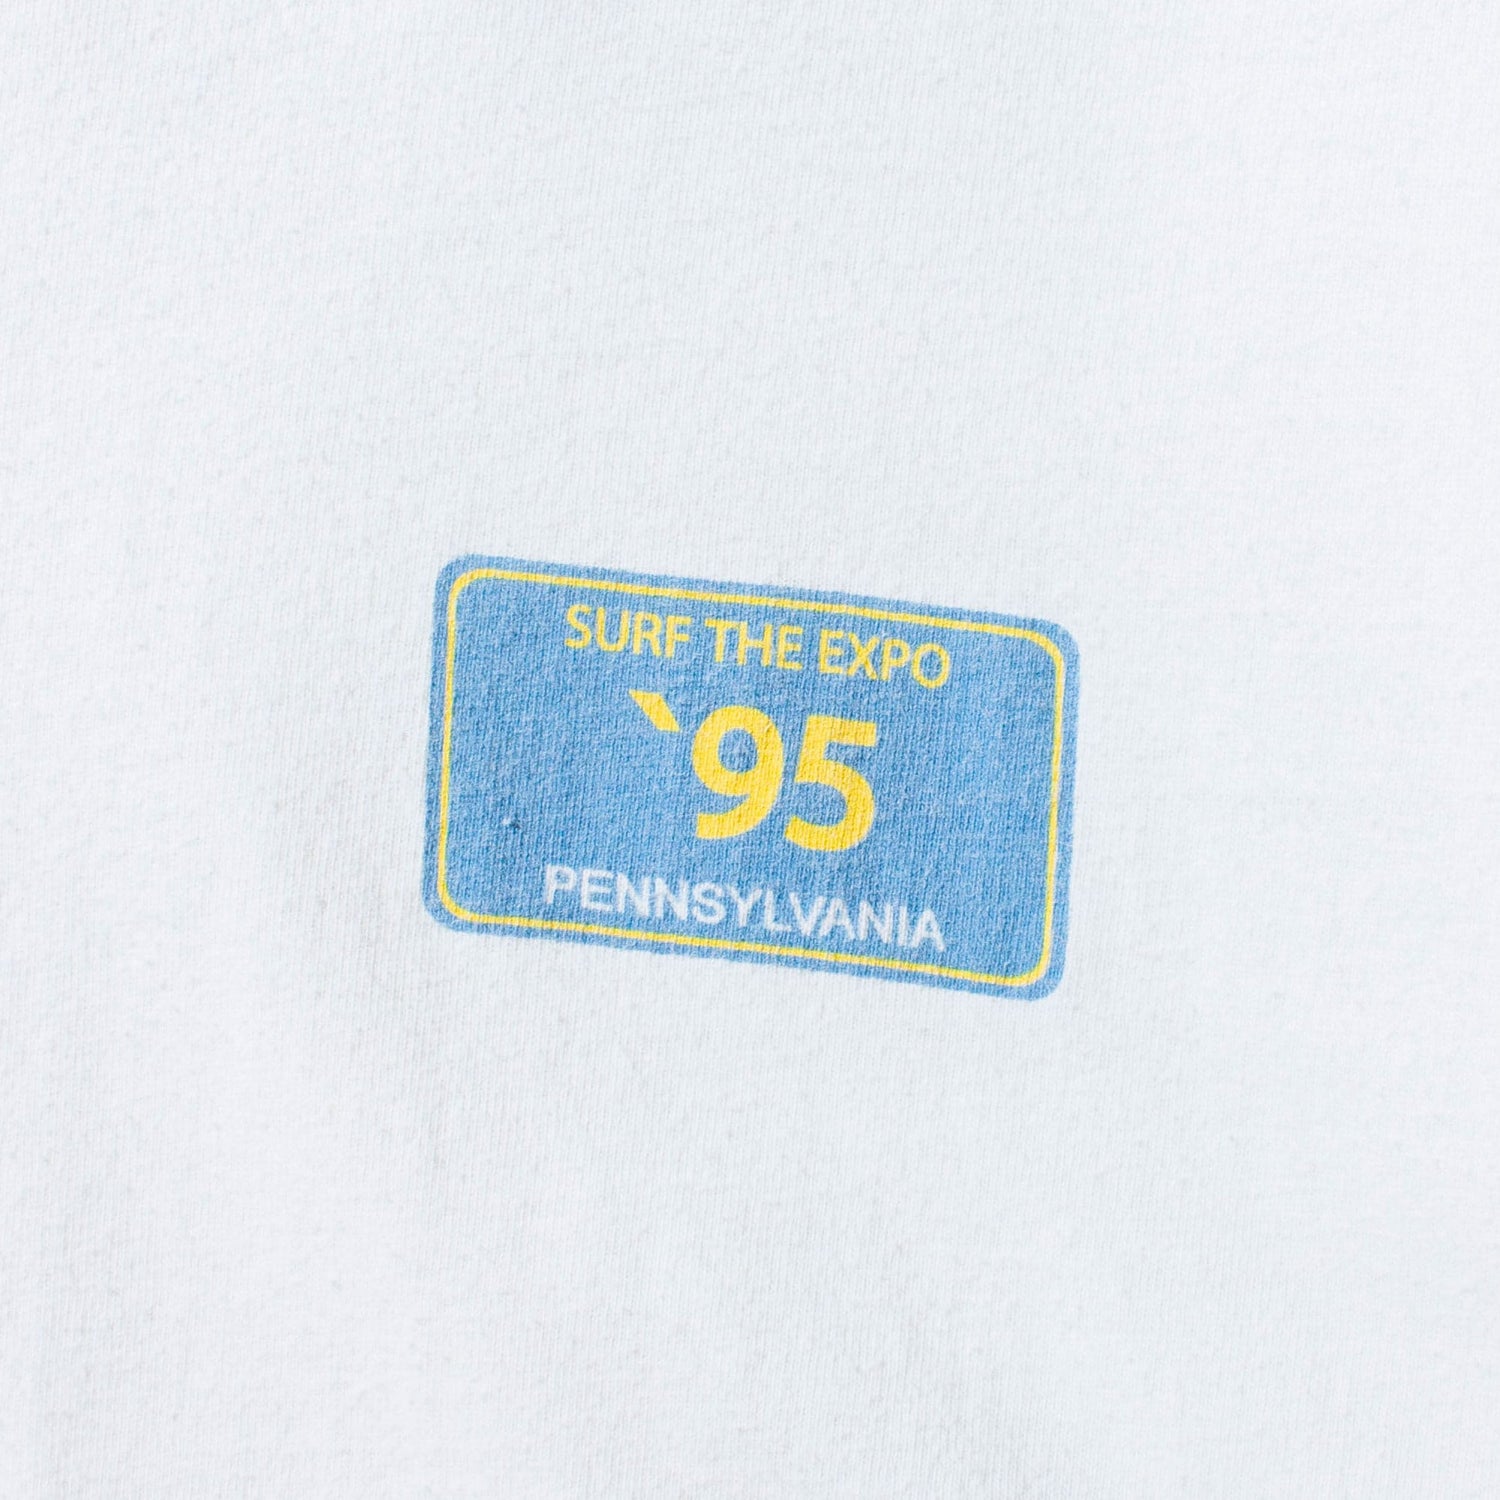 SURF THE EXPO
`95
PENNSYLVANIA